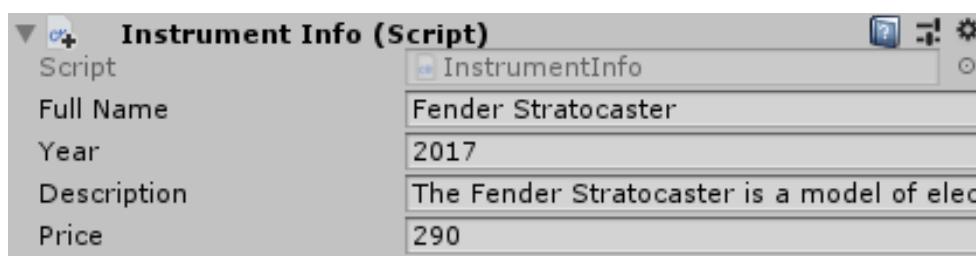 Instrument Info (Script)
Script InstrumentInfo
Full Name Fender Stratocaster
Year 2017
Description The Fender Stratocaster is a model of elec
Price 290